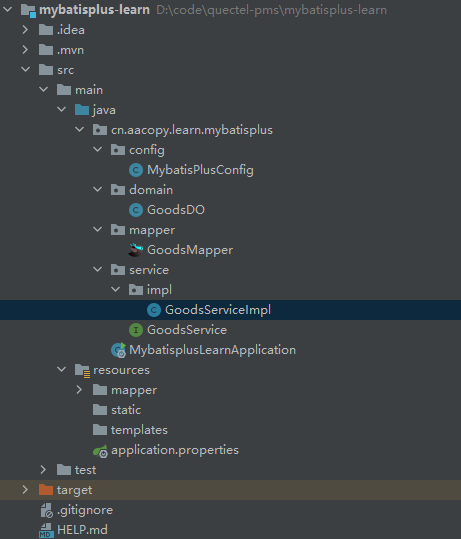 mybatisplus-learn D:\code\quectel-pms\mybatisplus-learn
.idea
.mvn
src
main
java
cn.aacopy.learn.mybatisplus
config
MybatisPlusConfig
domain
GoodsDO
mapper
GoodsMapper
service
impl
GoodsServiceImpl
GoodsService
MybatisplusLearnApplication
resources
mapper
static
templates
application.properties
test
target
.gitignore
HELP.md